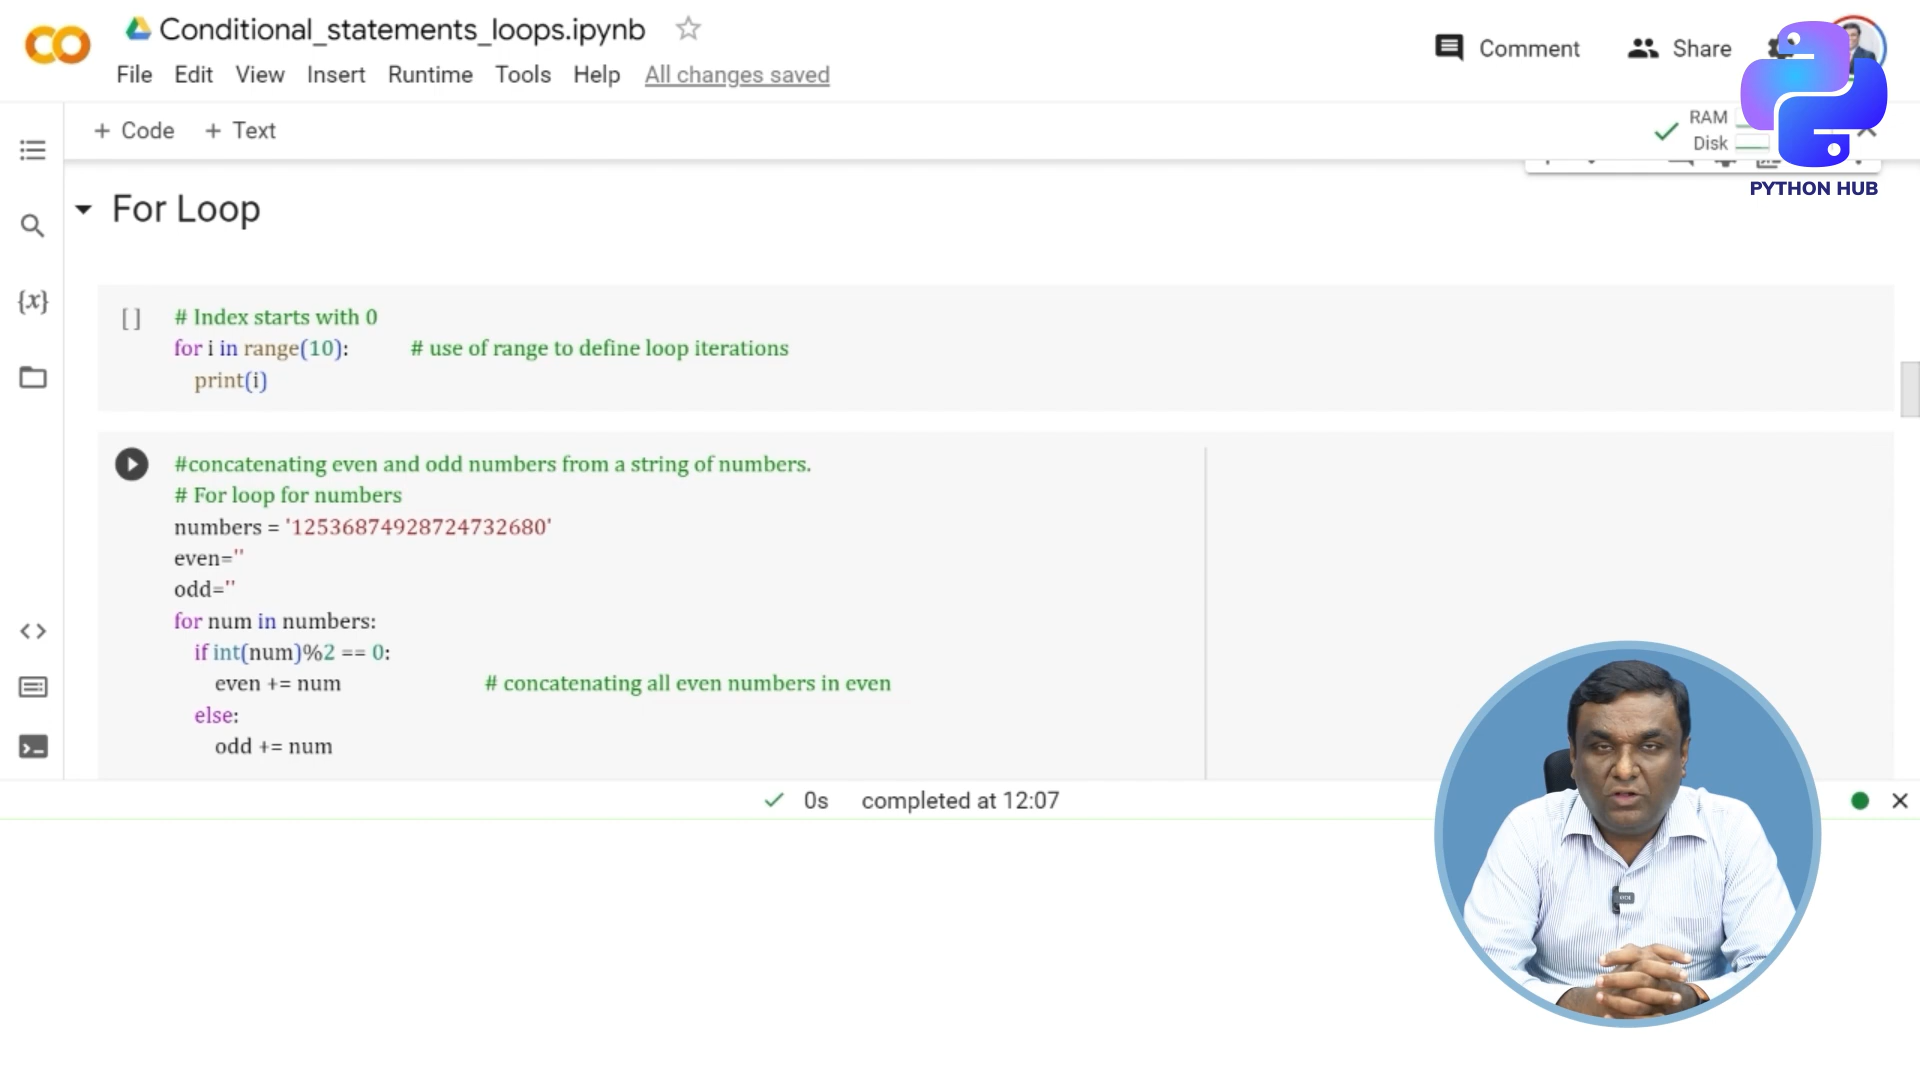 Conditional_statements_loops.ipynb
File Edit View Insert Runtime Tools Help All changes saved
Comment Share
+ Code + Text
RAM
Disk
PYTHON HUB
For Loop
{x}
[ ]
# Index starts with 0
for i in range(10): # use of range to define loop iterations
print(i)
#concatenating even and odd numbers from a string of numbers.
# For loop for numbers
numbers = '12536874928724732680'
even=''
odd=''
for num in numbers:
if int(num)%2 == 0:
even += num # concatenating all even numbers in even
else:
odd += num
0s completed at 12:07